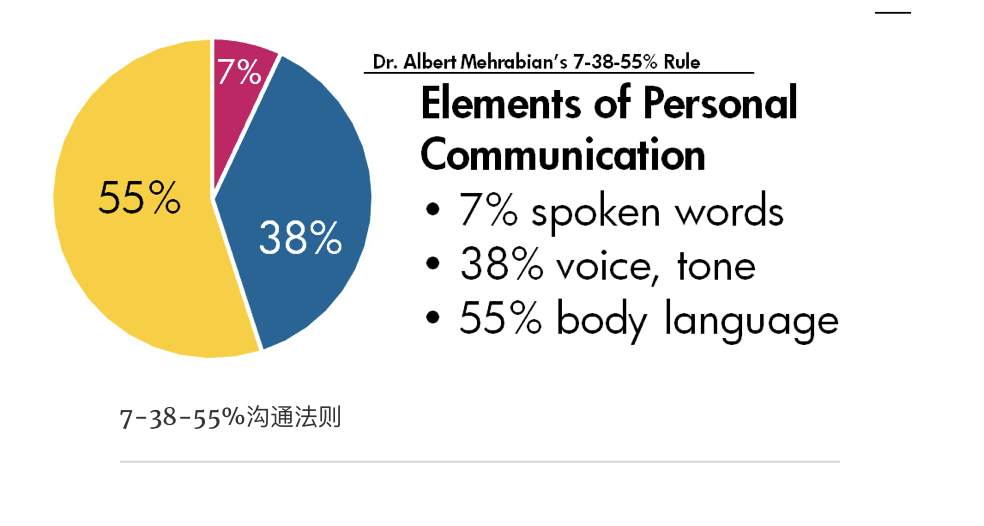 7%
55%
38%
Dr. Albert Mehrabian's 7-38-55% Rule
Elements of Personal
Communication
• 7% spoken words
• 38% voice, tone
• 55% body language
7-38-55%沟通法则